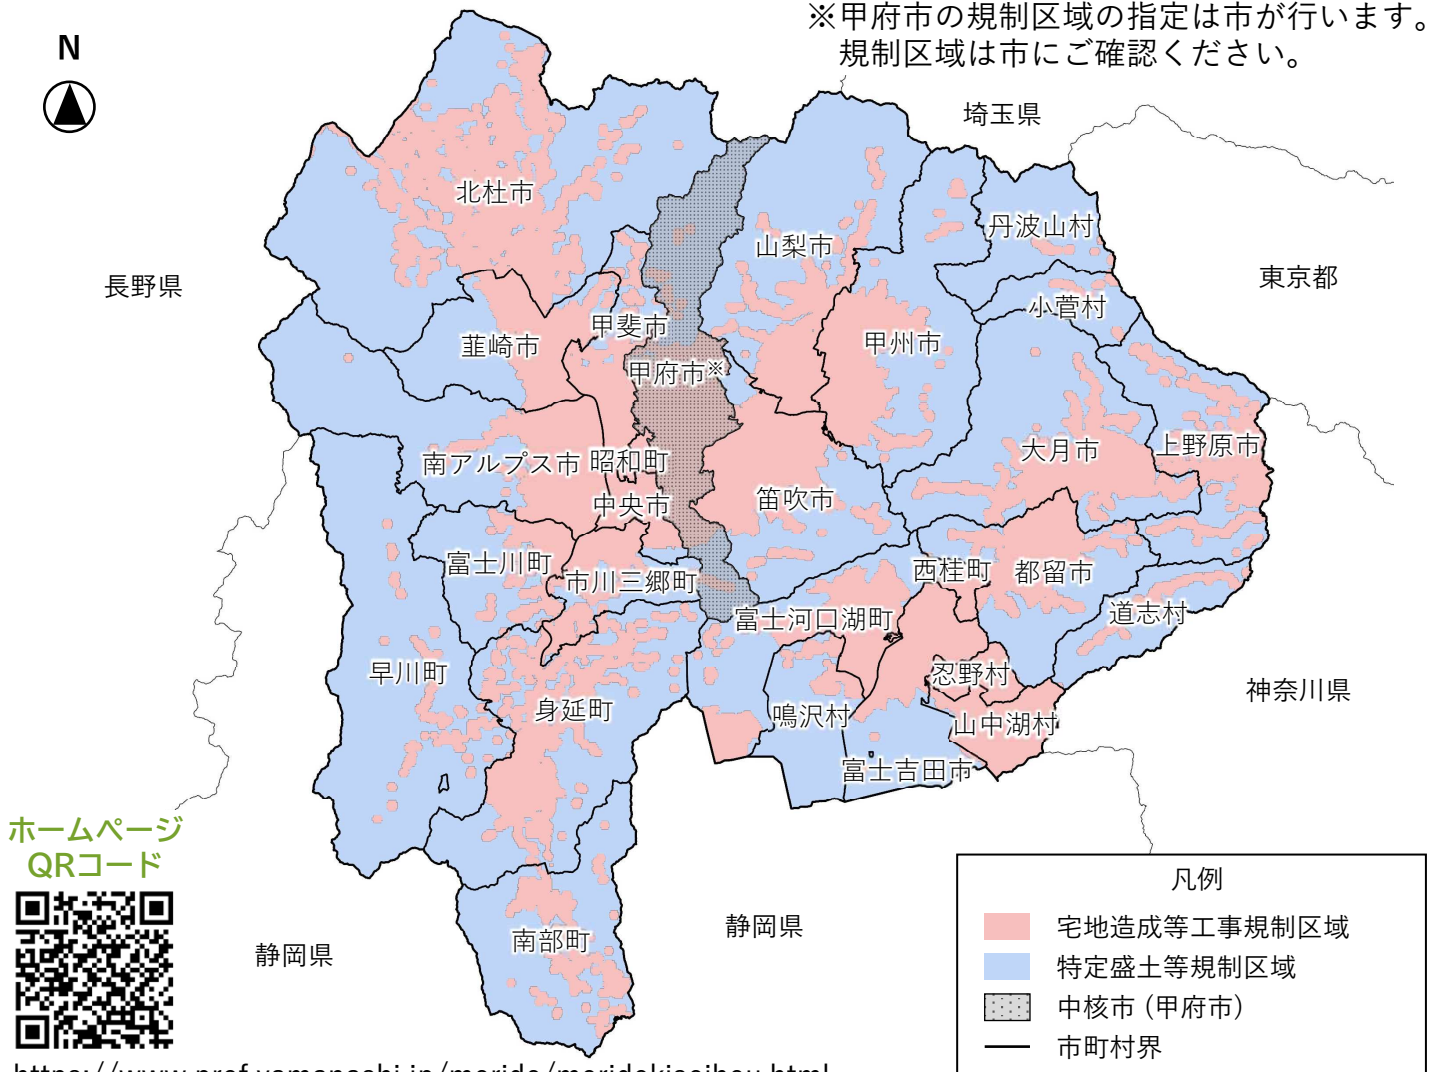 ※甲府市の規制区域の指定は市が行います。
規制区域は市にご確認ください。
N
埼玉県
北杜市
丹波山村
山梨市
長野県
東京都
小菅村
甲斐市
韮崎市
甲州市
甲府市※
大月市
上野原市
南アルプス市
昭和町
中央市
笛吹市
富士川町
市川三郷町
西桂町
都留市
道志村
富士河口湖町
早川町
忍野村
神奈川県
身延町
鳴沢村
山中湖村
富士吉田市
ホームページ
QRコード
南部町
静岡県
静岡県
凡例
宅地造成等工事規制区域
特定盛土等規制区域
中核市 (甲府市)
市町村界
https://www.pref.yamanashi.jp/morido/moridokiseihou.html